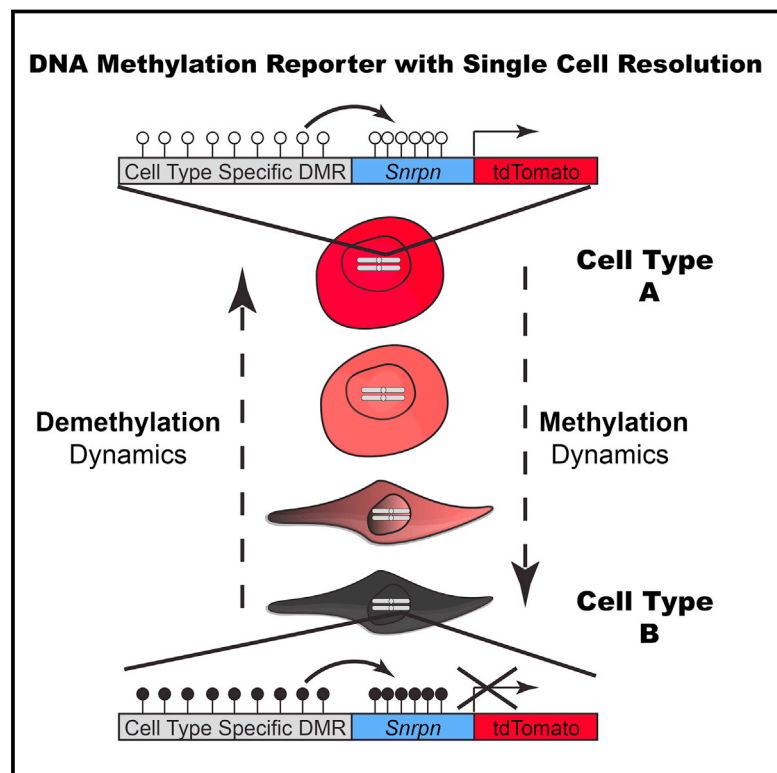 DNA Methylation Reporter with Single Cell Resolution
Cell Type Specific DMR Snrpn tdTomato
Cell Type
A
Demethylation
Dynamics
Methylation
Dynamics
Cell Type
B
Cell Type Specific DMR Snrpn tdTomato